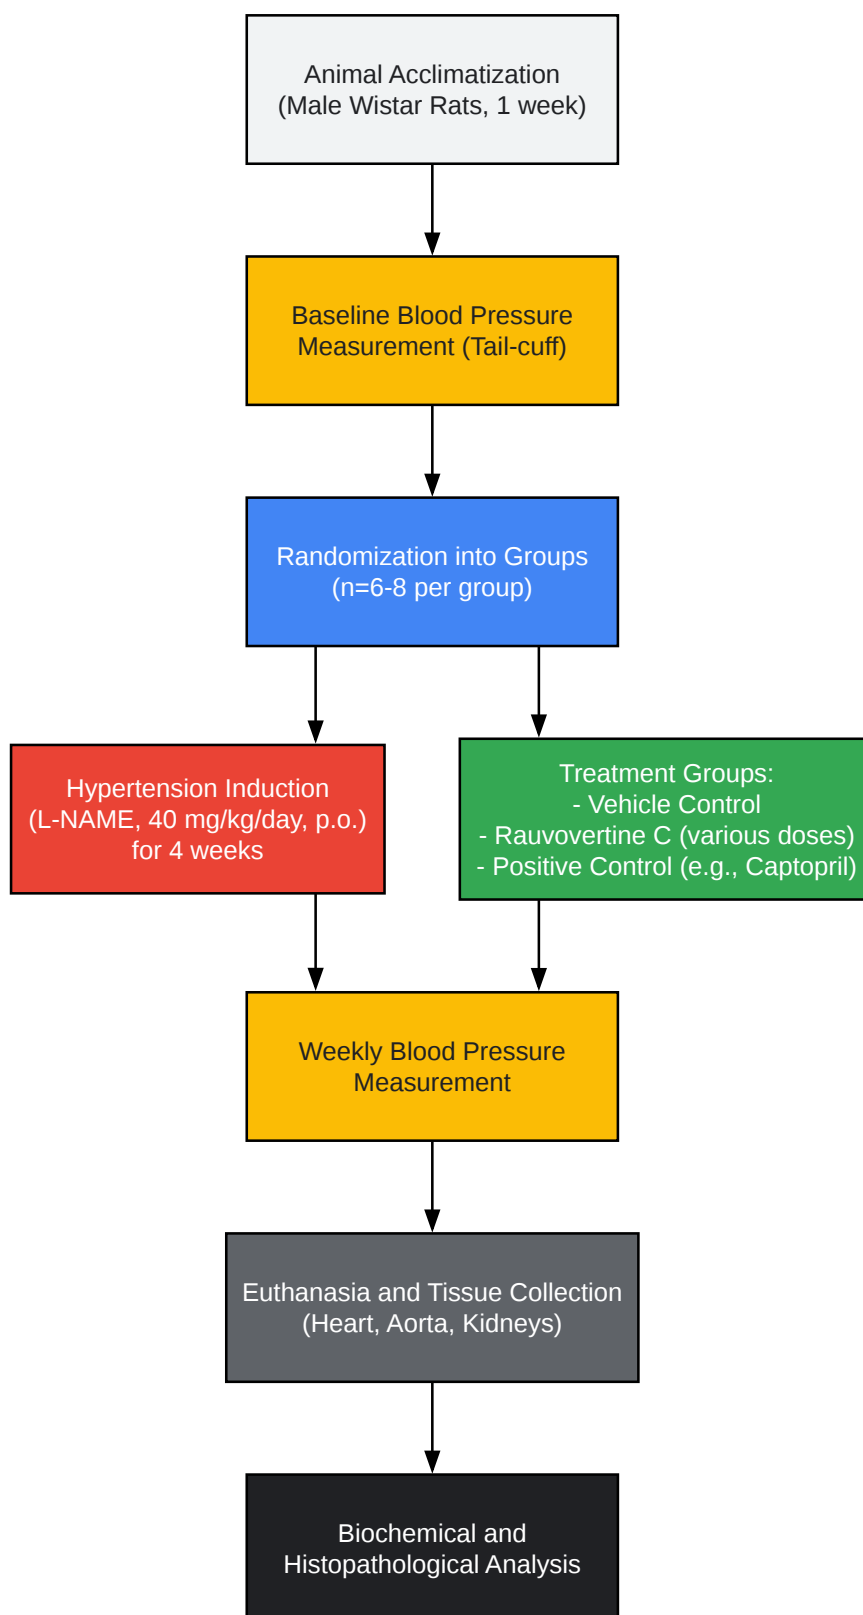 Animal Acclimatization
(Male Wistar Rats, 1 week)
Baseline Blood Pressure
Measurement (Tail-cuff)
Randomization into Groups
(n=6-8 per group)
Hypertension Induction
(L-NAME, 40 mg/kg/day, p.o.)
for 4 weeks
Treatment Groups:
- Vehicle Control
- Rauvovertine C (various doses)
- Positive Control (e.g., Captopril)
Weekly Blood Pressure
Measurement
Euthanasia and Tissue Collection
(Heart, Aorta, Kidneys)
Biochemical and
Histopathological Analysis